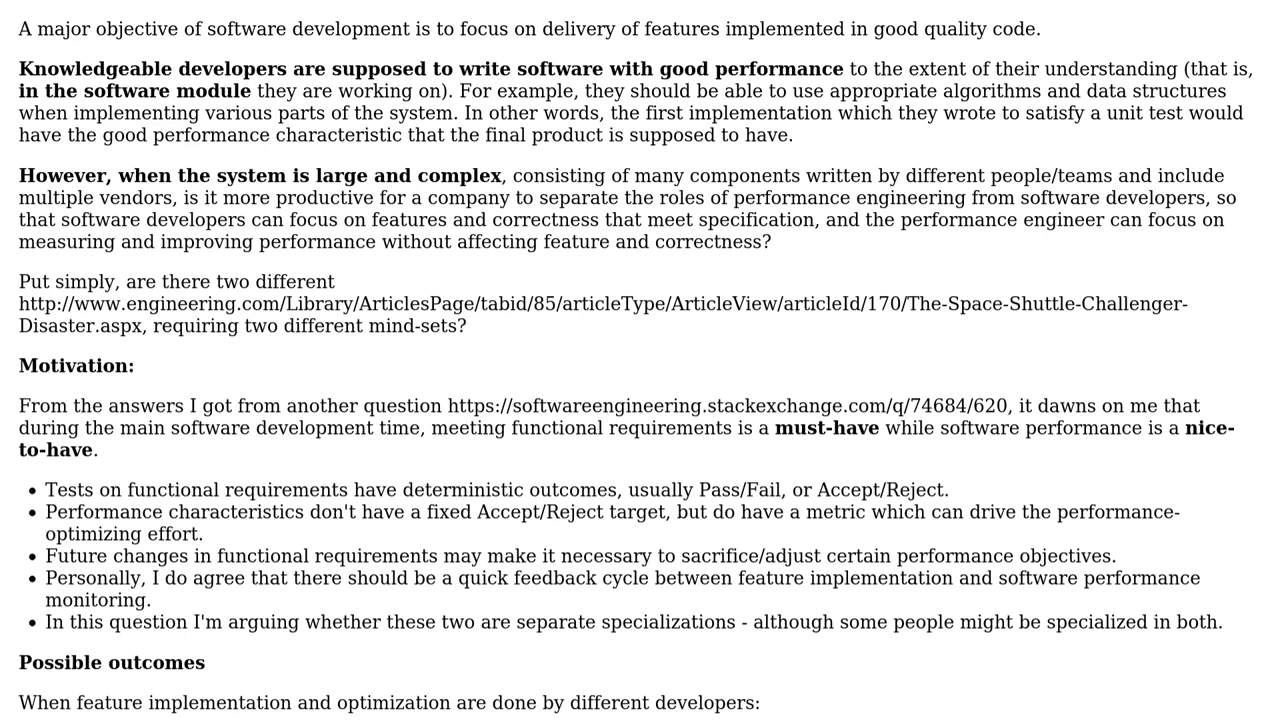 A major objective of software development is to focus on delivery of features implemented in good quality code.
Knowledgeable developers are supposed to write software with good performance to the extent of their understanding (that is,
in the software module they are working on). For example, they should be able to use appropriate algorithms and data structures
when implementing various parts of the system. In other words, the first implementation which they wrote to satisfy a unit test would
have the good performance characteristic that the final product is supposed to have.
However, when the system is large and complex, consisting of many components written by different people/teams and include
multiple vendors, is it more productive for a company to separate the roles of performance engineering from software developers, so
that software developers can focus on features and correctness that meet specification, and the performance engineer can focus on
measuring and improving performance without affecting feature and correctness?
Put simply, are there two different
http://www.engineering.com/Library/ArticlesPage/tabid/85/articleType/ArticleView/articleId/170/The-Space-Shuttle-Challenger-
Disaster.aspx, requiring two different mind-sets?
Motivation:
From the answers I got from another question https://softwareengineering.stackexchange.com/q/74684/620, it dawns on me that
during the main software development time, meeting functional requirements is a must-have while software performance is a nice-
to-have.
• Tests on functional requirements have deterministic outcomes, usually Pass/Fail, or Accept/Reject.
• Performance characteristics don't have a fixed Accept/Reject target, but do have a metric which can drive the performance-
optimizing effort.
• Future changes in functional requirements may make it necessary to sacrifice/adjust certain performance objectives.
• Personally, I do agree that there should be a quick feedback cycle between feature implementation and software performance
monitoring.
• In this question I'm arguing whether these two are separate specializations - although some people might be specialized in both.
Possible outcomes
When feature implementation and optimization are done by different developers: